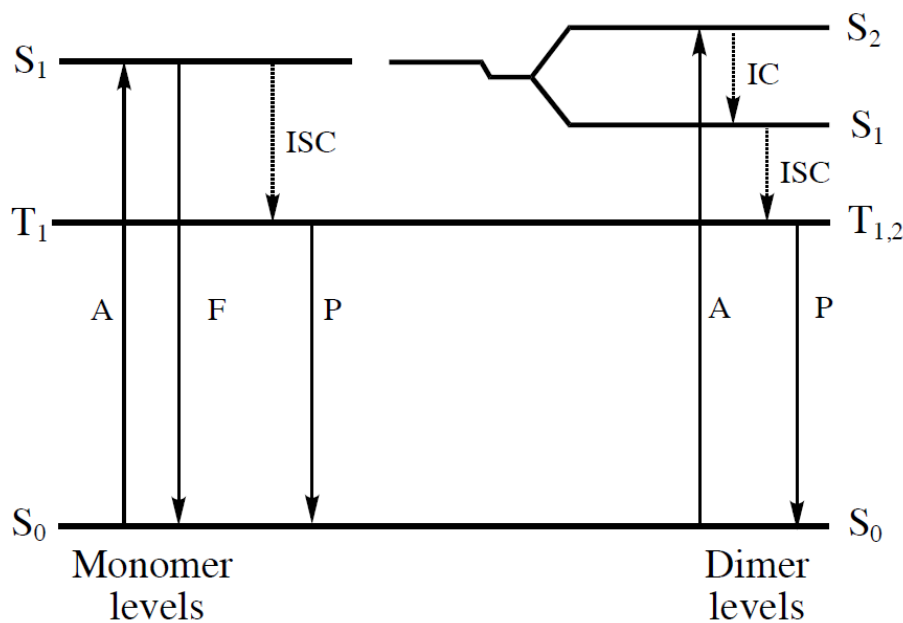 S₂
S₁
IC
S₁
ISC
ISC
T₁
T₁,₂
A
F
P
A
P
S₀
S₀
Monomer
levels
Dimer
levels